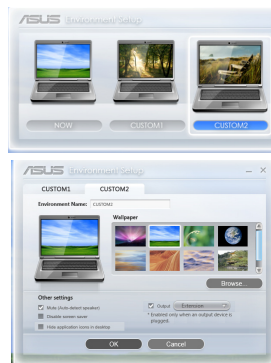 ASUS Environment Setup
NOW
CUSTOM1
CUSTOM2
ASUS Environment Setup
CUSTOM1 CUSTOM2
Environment Name: CUSTOM2
Wallpaper
Browse...
Other settings
Mute (Auto-detect speaker)
Disable screen saver
Hide application icons in desktop
Output Extension
* Enabled only when an output device is
plugged.
OK Cancel